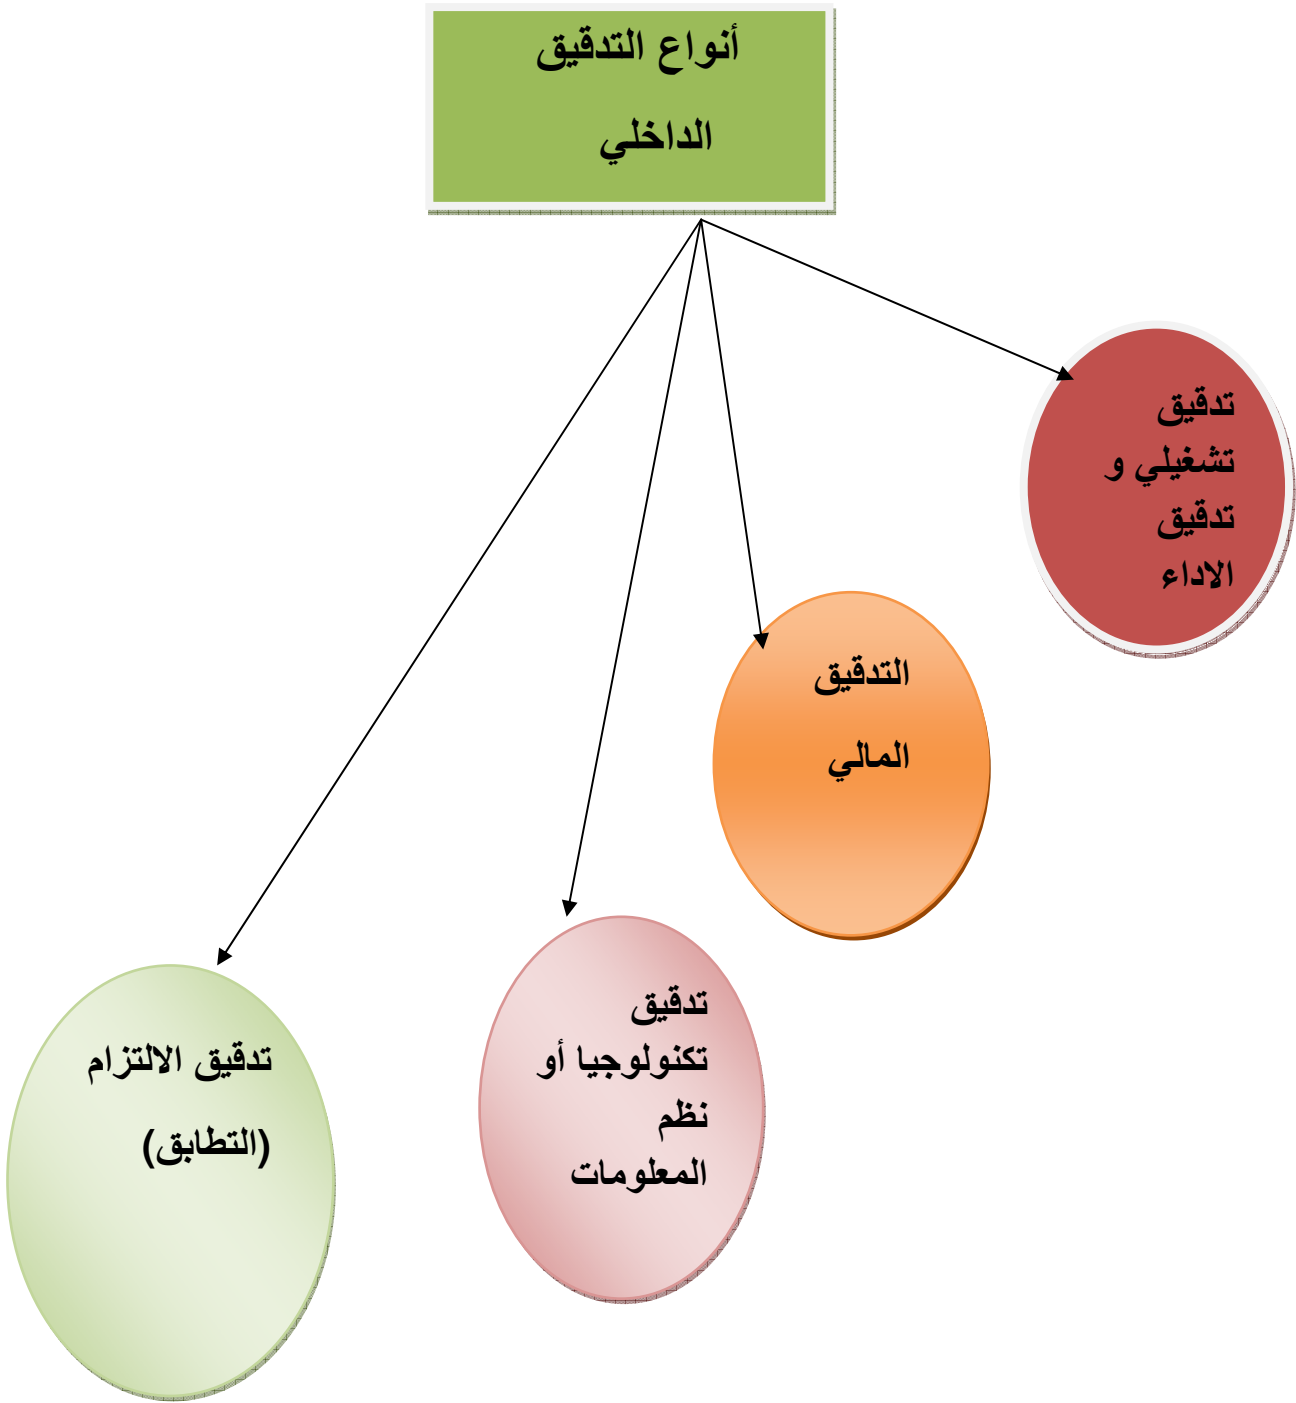 أنواع التدقيق
الداخلي
تدقيق
تشغيلي و
تدقيق
الاداء
التدقيق
المالي
تدقيق
تكنولوجيا أو
نظم
المعلومات
تدقيق الالتزام
(التطابق)